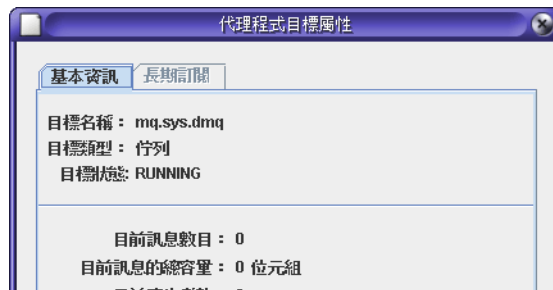 代理程式目標屬性
基本資訊 長期訂閱
目標名稱： mq.sys.dmq
目標類型： 佇列
目標狀態: RUNNING
目前訊息數目： 0
目前訊息的總容量： 0 位元組